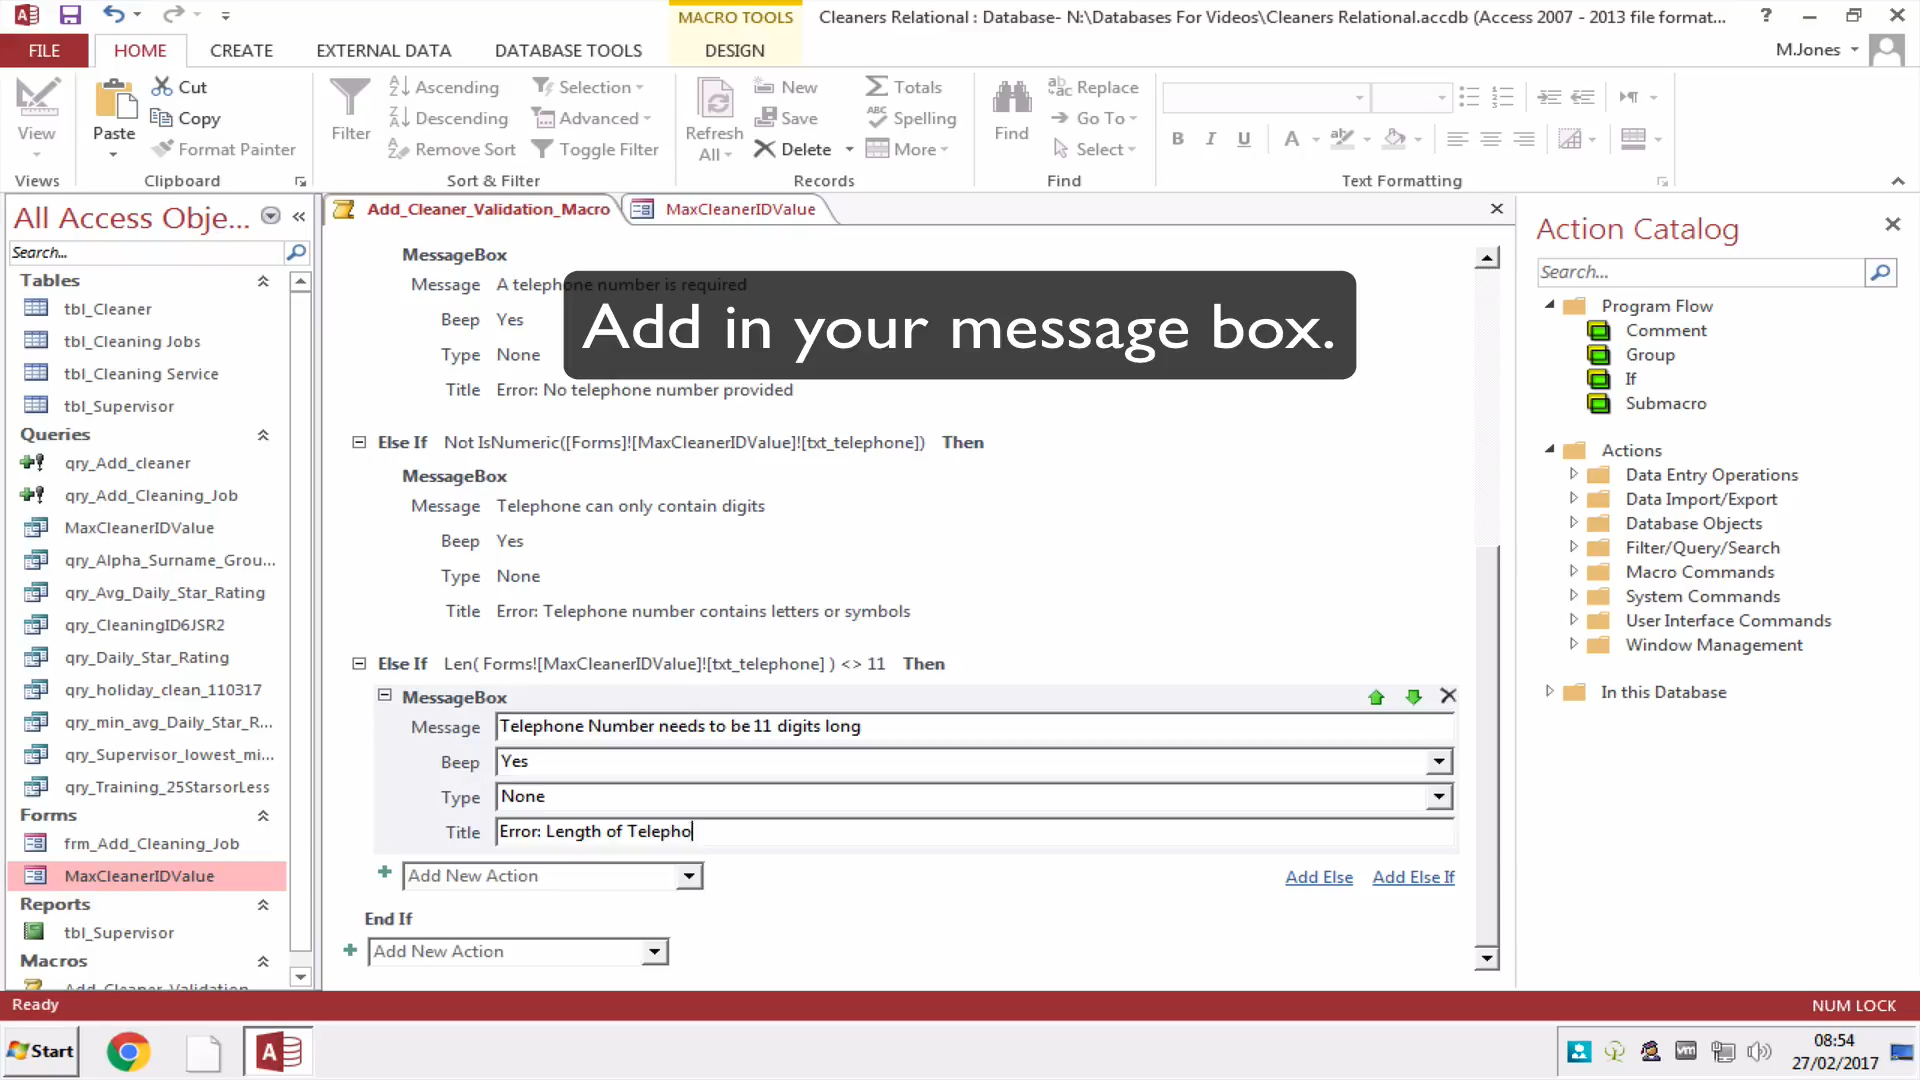 MACRO TOOLS
Cleaners Relational : Database- N:\Databases For Videos\Cleaners Relational.accdb (Access 2007 - 2013 file format...
FILE HOME CREATE EXTERNAL DATA DATABASE TOOLS DESIGN
M.Jones
View
Views
Paste
Cut
Copy
Format Painter
Clipboard
Filter
Ascending
Descending
Remove Sort
Selection
Advanced
Toggle Filter
Sort & Filter
Refresh
All
New
Save
Delete
Totals
Spelling
More
Records
Find
Replace
Go To
Select
Find
Text Formatting
All Access Obje...
Search...
Tables
tbl_Cleaner
tbl_Cleaning Jobs
tbl_Cleaning Service
tbl_Supervisor
Queries
qry_Add_cleaner
qry_Add_Cleaning_Job
MaxCleanerIDValue
qry_Alpha_Surname_Grou...
qry_Avg_Daily_Star_Rating
qry_CleaningID6JSR2
qry_Daily_Star_Rating
qry_holiday_clean_110317
qry_min_avg_Daily_Star_R...
qry_Supervisor_lowest_mi...
qry_Training_25StarsorLess
Forms
frm_Add_Cleaning_Job
MaxCleanerIDValue
Reports
tbl_Supervisor
Macros
Add_Cleaner_Validation_
Add_Cleaner_Validation_Macro
MaxCleanerIDValue
MessageBox
Message A telephone number is required
Add in your message box.
Beep Yes
Type None
Title Error: No telephone number provided
Else If Not IsNumeric([Forms]![MaxCleanerIDValue]![txt_telephone]) Then
MessageBox
Message Telephone can only contain digits
Beep Yes
Type None
Title Error: Telephone number contains letters or symbols
Else If Len( Forms![MaxCleanerIDValue]![txt_telephone] ) <> 11 Then
MessageBox
Message Telephone Number needs to be 11 digits long
Beep Yes
Type None
Title Error: Length of Telepho
Add New Action
Add Else Add Else If
End If
Add New Action
Action Catalog
Search...
Program Flow
Comment
Group
If
Submacro
Actions
Data Entry Operations
Data Import/Export
Database Objects
Filter/Query/Search
Macro Commands
System Commands
User Interface Commands
Window Management
In this Database
Ready
NUM LOCK
Start
08:54
27/02/2017